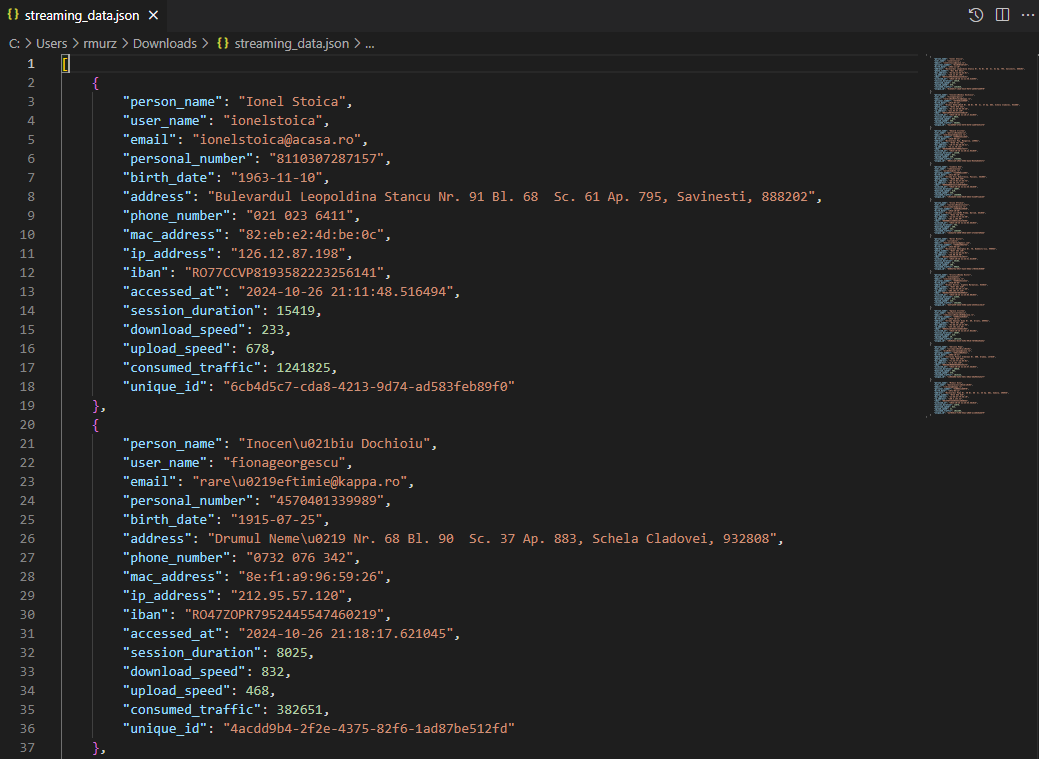 {} streaming_data.json ×
C: > Users > rmurz > Downloads > {} streaming_data.json > ...
1 [
2 {
3 "person_name": "Ionel Stoica",
4 "user_name": "ionelstoica",
5 "email": "ionelstoica@acasa.ro",
6 "personal_number": "8110307287157",
7 "birth_date": "1963-11-10",
8 "address": "Bulevardul Leopoldina Stancu Nr. 91 Bl. 68  Sc. 61 Ap. 795, Savinesti, 888202",
9 "phone_number": "021 023 6411",
10 "mac_address": "82:eb:e2:4d:be:0c",
11 "ip_address": "126.12.87.198",
12 "iban": "RO77CCVP8193582223256141",
13 "accessed_at": "2024-10-26 21:11:48.516494",
14 "session_duration": 15419,
15 "download_speed": 233,
16 "upload_speed": 678,
17 "consumed_traffic": 1241825,
18 "unique_id": "6cb4d5c7-cda8-4213-9d74-ad583feb89f0"
19 },
20 {
21 "person_name": "Inocen\u021biu Dochioiu",
22 "user_name": "fionageorgescu",
23 "email": "rare\u0219eftimie@kappa.ro",
24 "personal_number": "4570401339989",
25 "birth_date": "1915-07-25",
26 "address": "Drumul Neme\u0219 Nr. 68 Bl. 90  Sc. 37 Ap. 883, Schela Cladovei, 932808",
27 "phone_number": "0732 076 342",
28 "mac_address": "8e:f1:a9:96:59:26",
29 "ip_address": "212.95.57.120",
30 "iban": "RO47ZOPR7952445547460219",
31 "accessed_at": "2024-10-26 21:18:17.621045",
32 "session_duration": 8025,
33 "download_speed": 832,
34 "upload_speed": 468,
35 "consumed_traffic": 382651,
36 "unique_id": "4acdd9b4-2f2e-4375-82f6-1ad87be512fd"
37 },